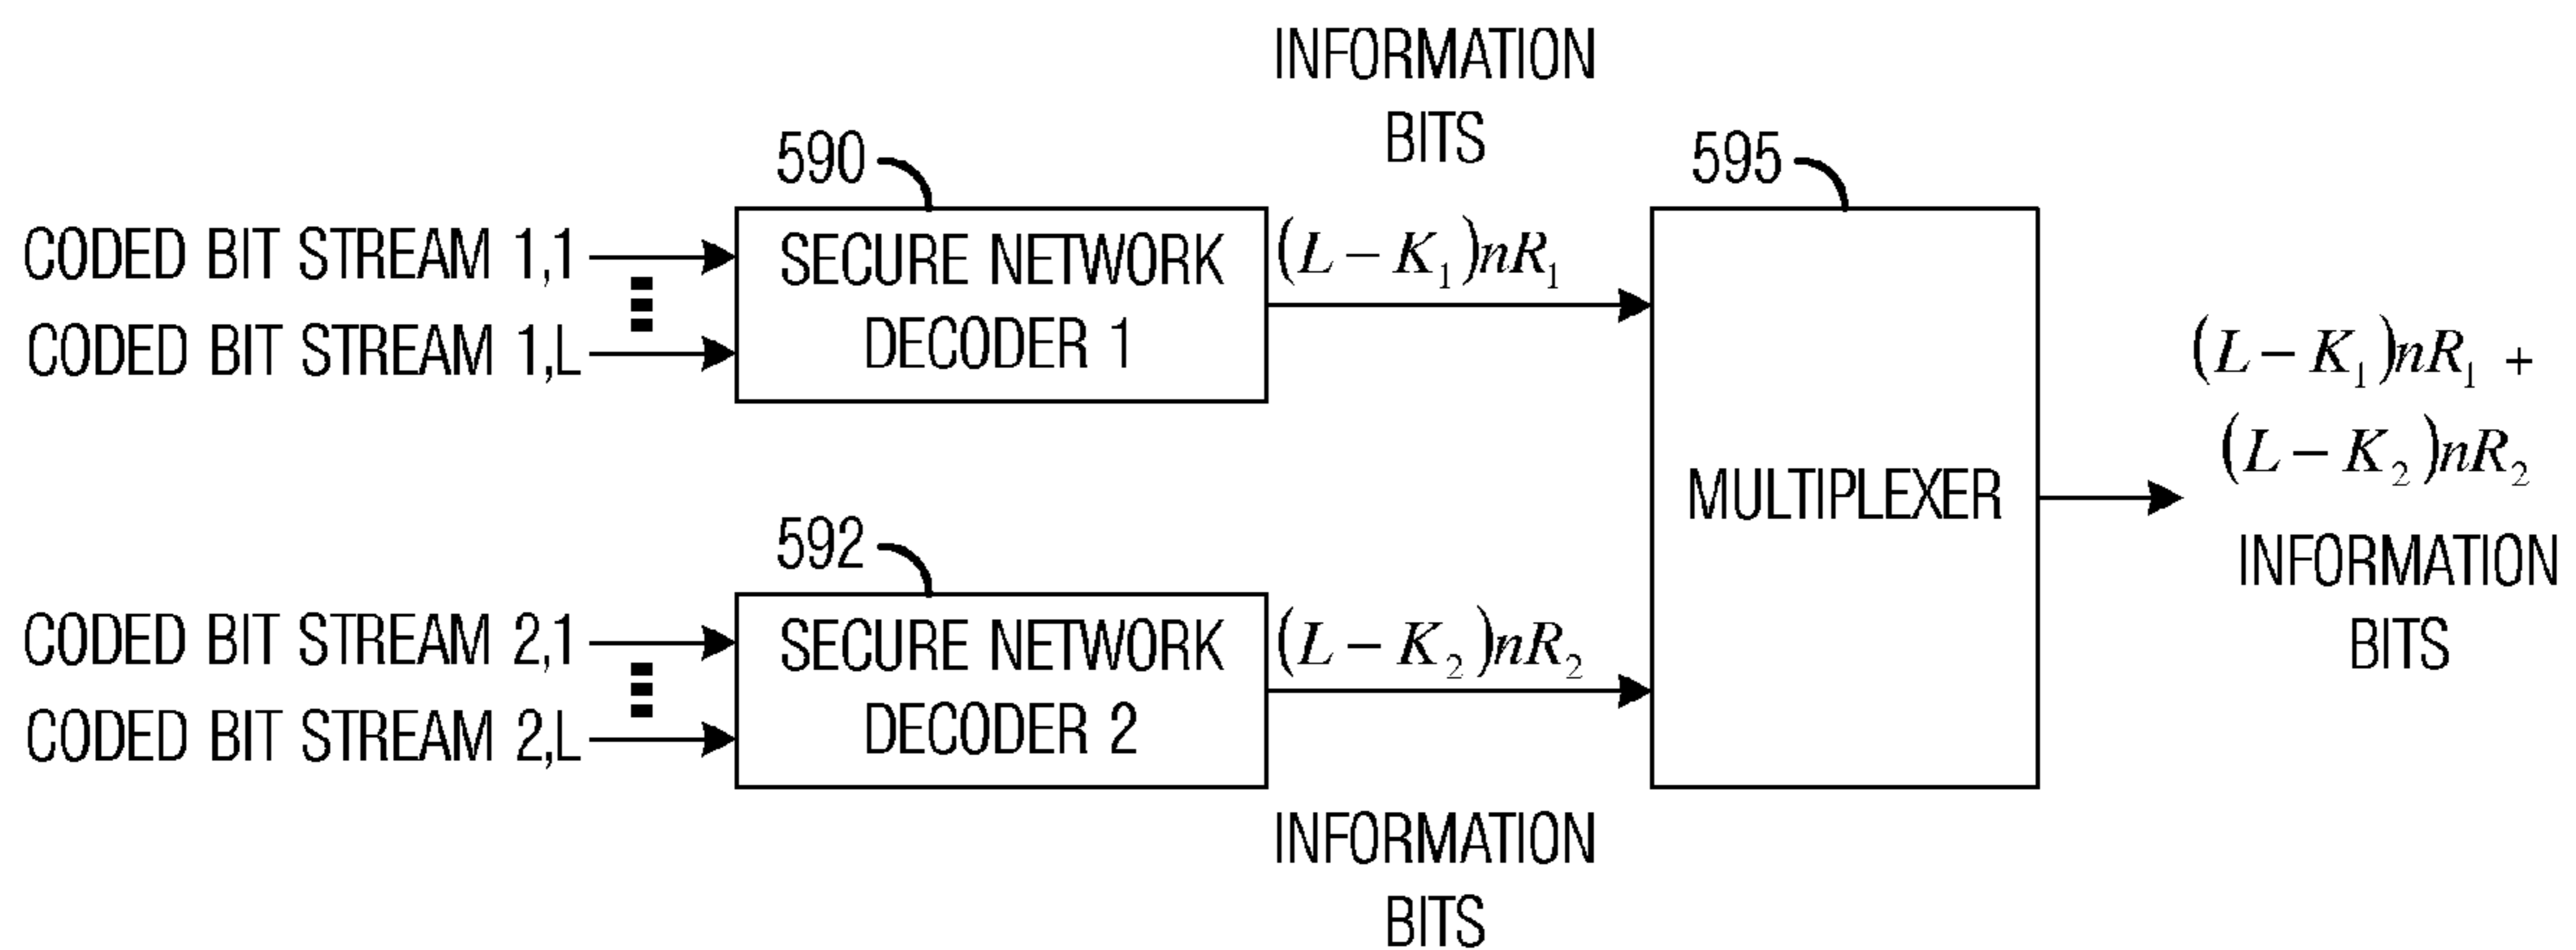 INFORMATION
BITS
590
595
CODED BIT STREAM 1,1
CODED BIT STREAM 1,L
SECURE NETWORK
DECODER 1
(L − K₁)nR₁
MULTIPLEXER
(L − K₁)nR₁ +
(L − K₂)nR₂
INFORMATION
BITS
592
CODED BIT STREAM 2,1
CODED BIT STREAM 2,L
SECURE NETWORK
DECODER 2
(L − K₂)nR₂
INFORMATION
BITS